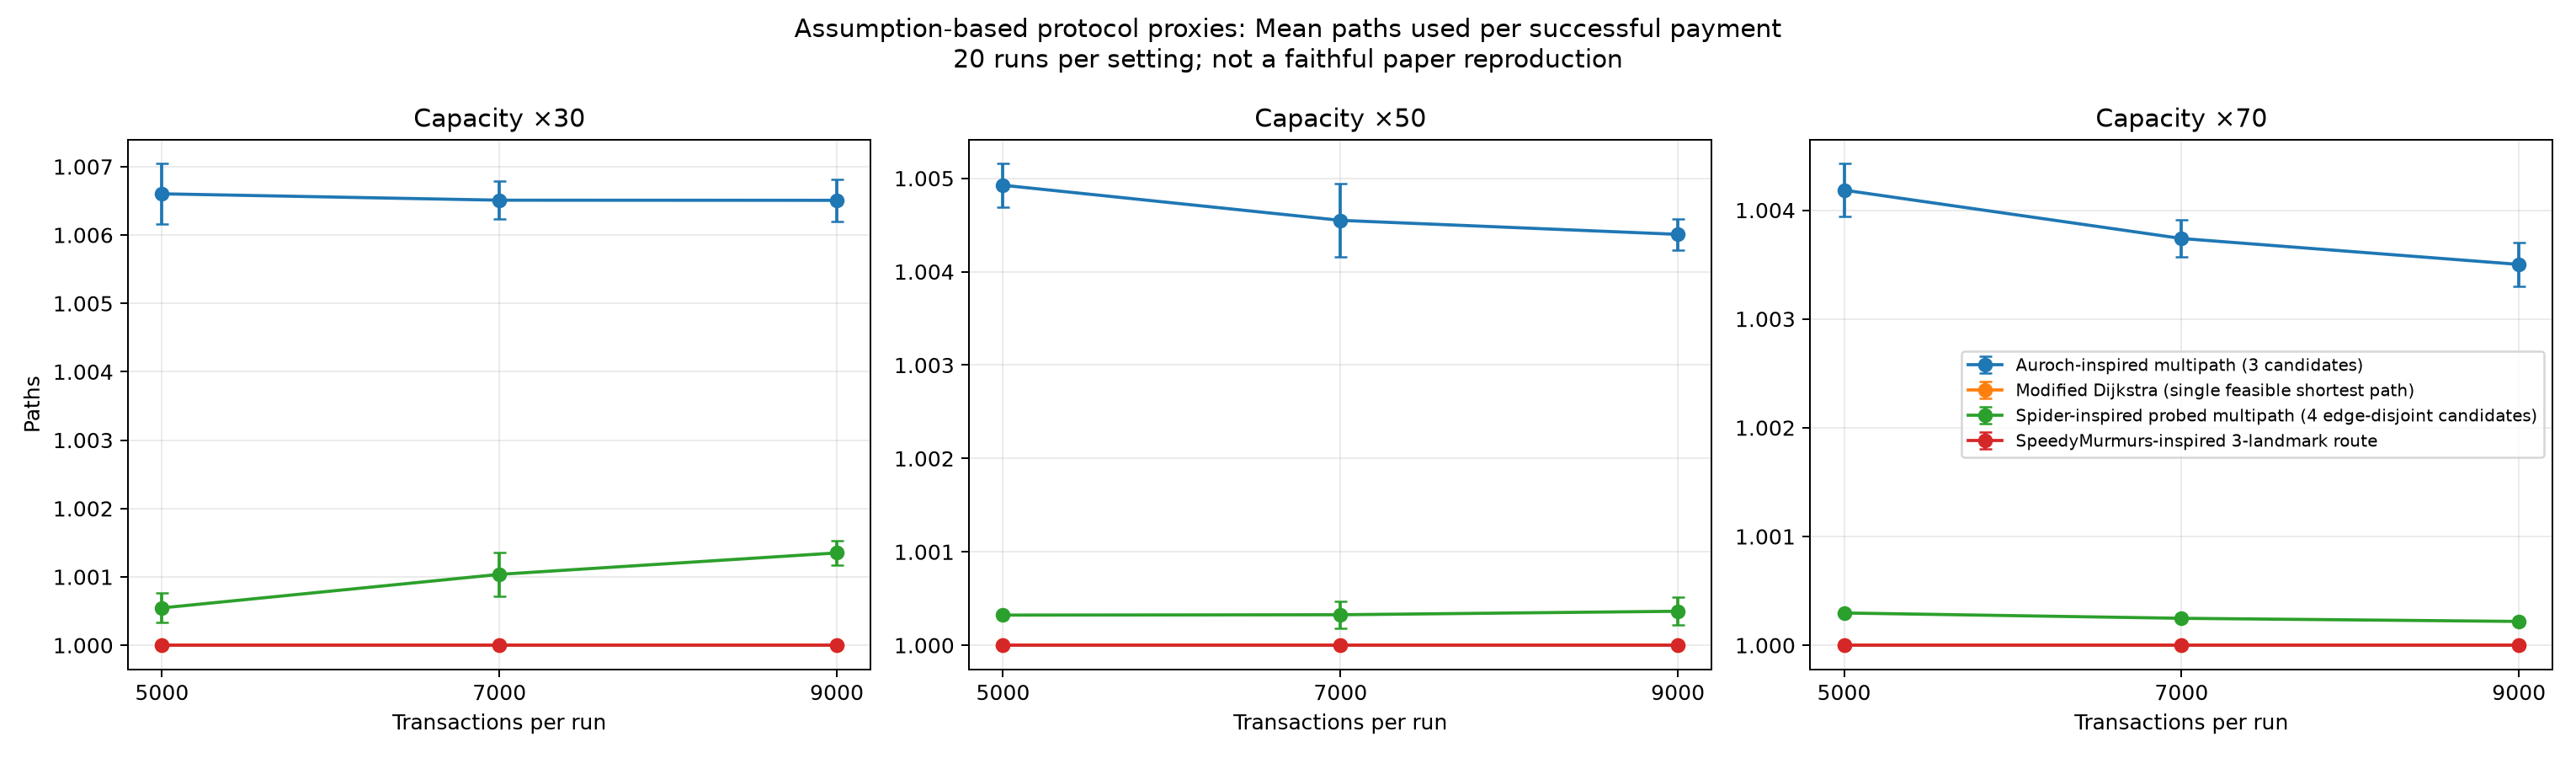 Assumption-based protocol proxies: Mean paths used per successful payment
20 runs per setting; not a faithful paper reproduction
Capacity ×30
Paths
1.007
1.006
1.005
1.004
1.003
1.002
1.001
1.000
5000
7000
9000
Transactions per run
Capacity ×50
1.005
1.004
1.003
1.002
1.001
1.000
5000
7000
9000
Transactions per run
Capacity ×70
1.004
1.003
1.002
1.001
1.000
Auroch-inspired multipath (3 candidates)
Modified Dijkstra (single feasible shortest path)
Spider-inspired probed multipath (4 edge-disjoint candidates)
SpeedyMurmurs-inspired 3-landmark route
5000
7000
9000
Transactions per run